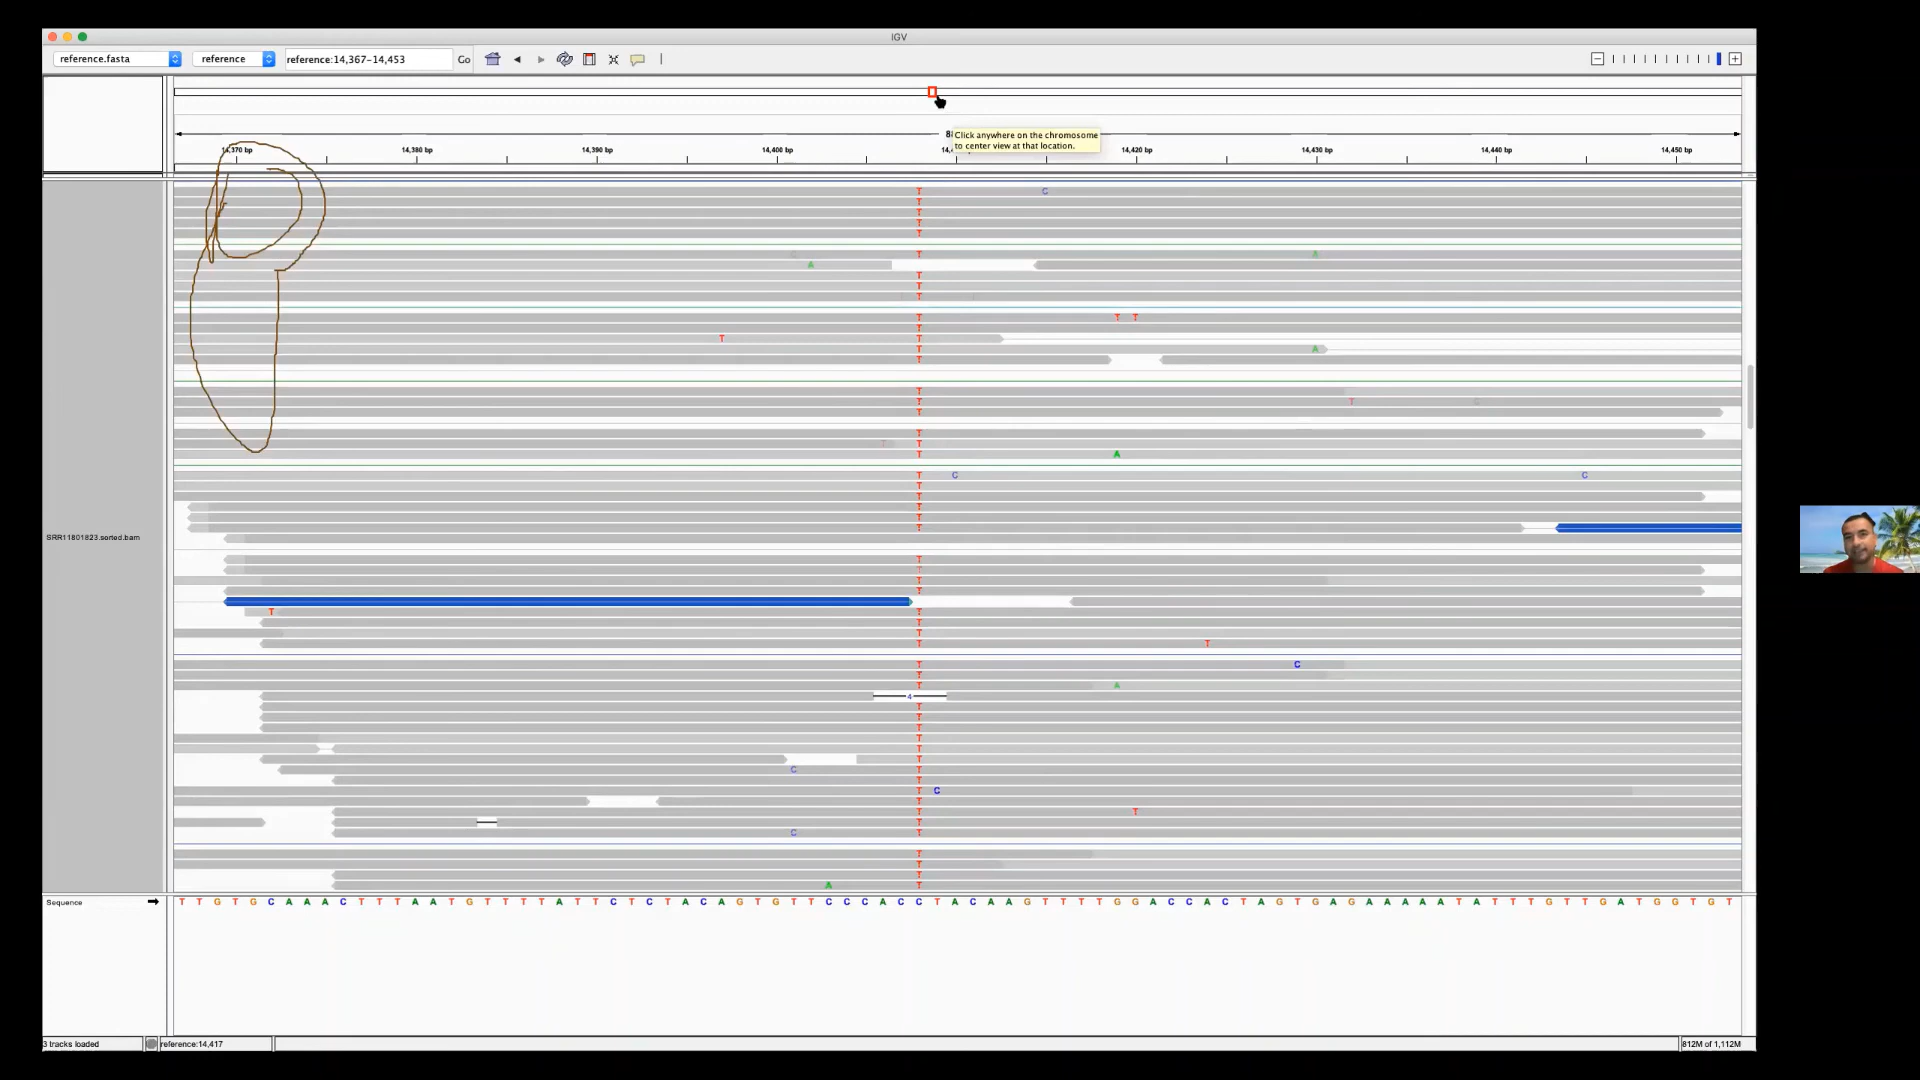 IGV
reference.fasta reference reference:14,367-14,453 Go
Click anywhere on the chromosome
to center view at that location.
14,370 bp 14,380 bp 14,390 bp 14,400 bp 14,420 bp 14,430 bp 14,440 bp 14,450 bp
SRR11801823.sorted.bam
4
Sequence T T G T G C A A A C T T T A A T G T T T T A T T C T C T A C A G T G T T C C C A C C T A C A A G T T T T G G A C C A C T A G T G A G A A A A A T A T T T G T T G A T G G T G T
3 tracks loaded reference:14,417 812M of 1,112M